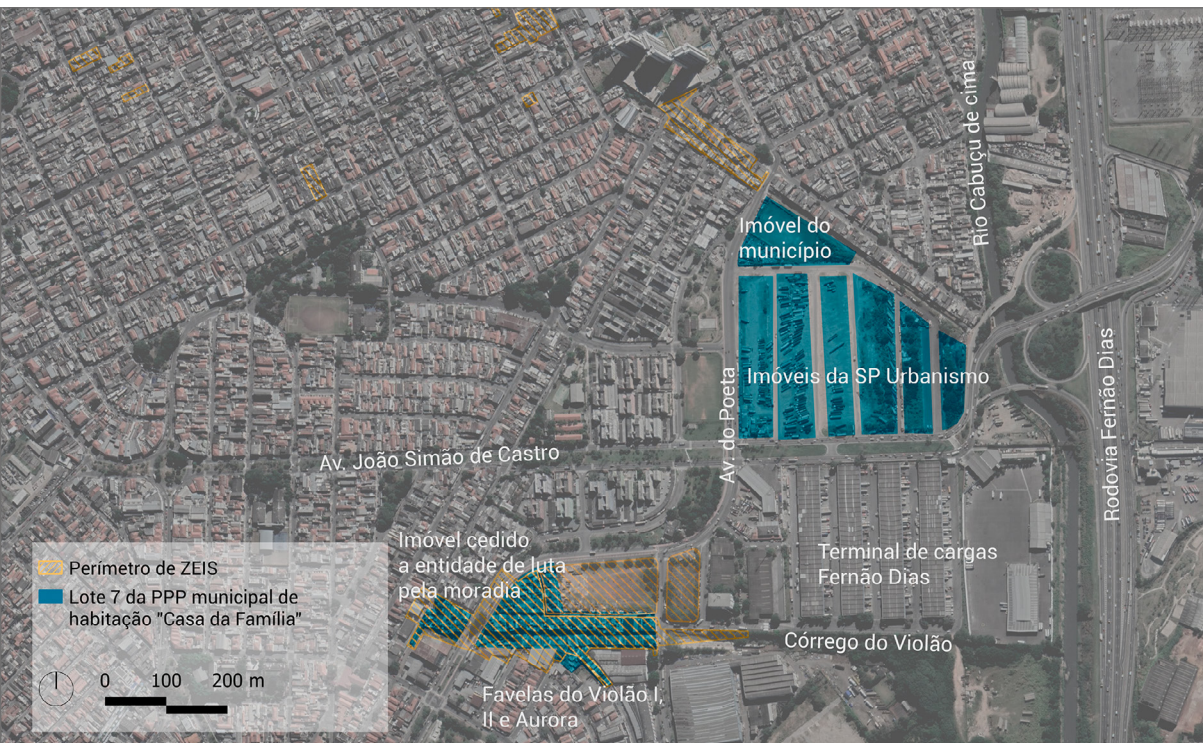 Rio Cabuçu de cima
Imóvel do
município
Imóveis da SP Urbanismo
Av. do Poeta
Rodovia Fernão Dias
Av. João Simão de Castro
Imóvel cedido
a entidade de luta
pela moradia
Terminal de cargas
Fernão Dias
Córrego do Violão
Favelas do Violão I,
II e Aurora
Perímetro de ZEIS
Lote 7 da PPP municipal de
habitação "Casa da Família"
0 100 200 m